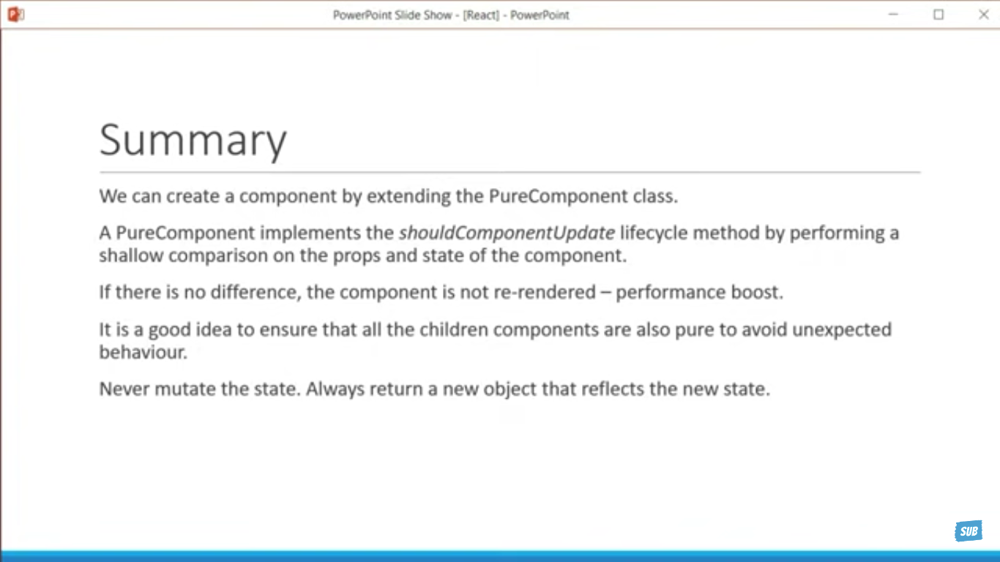 PowerPoint Slide Show - [React] - PowerPoint
Summary
We can create a component by extending the PureComponent class.
A PureComponent implements the shouldComponentUpdate lifecycle method by performing a
shallow comparison on the props and state of the component.
If there is no difference, the component is not re-rendered – performance boost.
It is a good idea to ensure that all the children components are also pure to avoid unexpected
behaviour.
Never mutate the state. Always return a new object that reflects the new state.
SUB